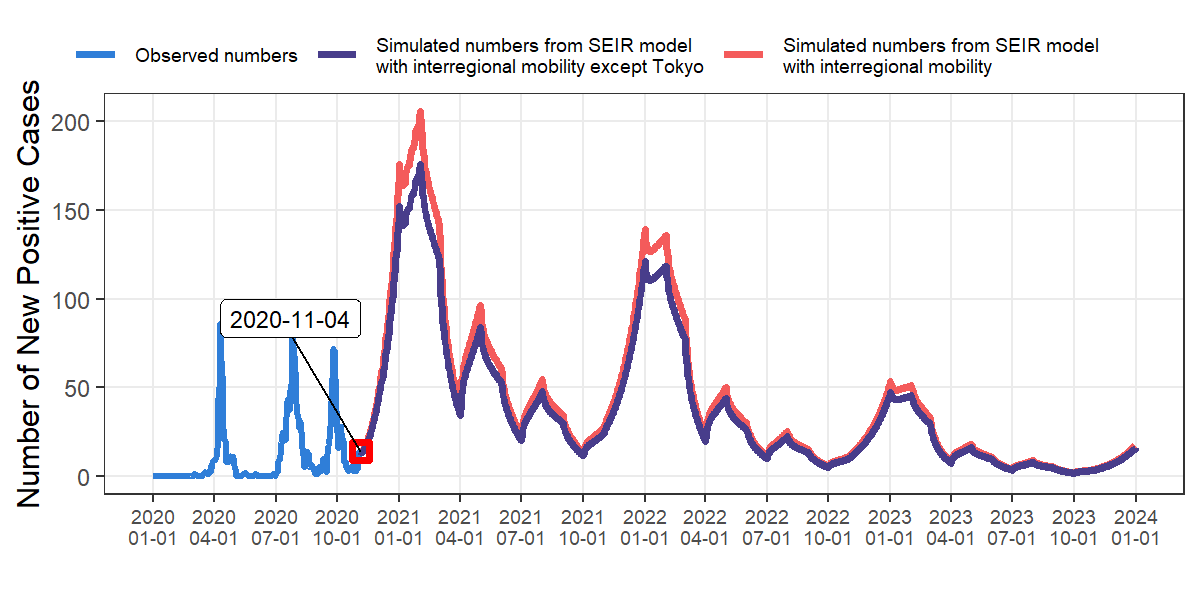 Observed numbers
Simulated numbers from SEIR model
with interregional mobility except Tokyo
Simulated numbers from SEIR model
with interregional mobility
Number of New Positive Cases
200
150
100
50
0
2020-11-04
2020 2020 2020 2020 2021 2021 2021 2021 2022 2022 2022 2022 2023 2023 2023 2023 2024
01-01 04-01 07-01 10-01 01-01 04-01 07-01 10-01 01-01 04-01 07-01 10-01 01-01 04-01 07-01 10-01 01-01